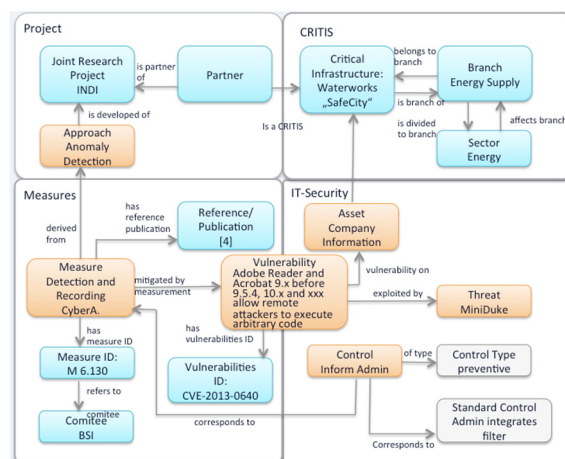 Project
Joint Research
Project
INDI
is partner
of
Partner
is developed of
Approach
Anomaly
Detection
CRITIS
Critical
Infrastructure:
Waterworks
„SafeCity“
belongs to
branch
Branch
Energy Supply
is branch of
is divided
to branch
affects branch
Sector
Energy
Is a CRITIS
Measures
has
reference
publication
Reference/
Publication
[4]
derived
from
Measure
Detection and
Recording
CyberA.
mitigated by
measurement
has
measure ID
Measure ID:
M 6.130
refers to
comitee
Comitee
BSI
Vulnerability
Adobe Reader and
Acrobat 9.x before
9.5.4, 10.x and xxx
allow remote
attackers to execute
arbitrary code
has
vulnerabilities ID
Vulnerabilities
ID:
CVE-2013-0640
corresponds to
IT-Security
Asset
Company
Information
vulnerability on
exploited by
Threat
MiniDuke
Control
Inform Admin
of type
Control Type
preventive
Corresponds to
Standard Control
Admin integrates
filter